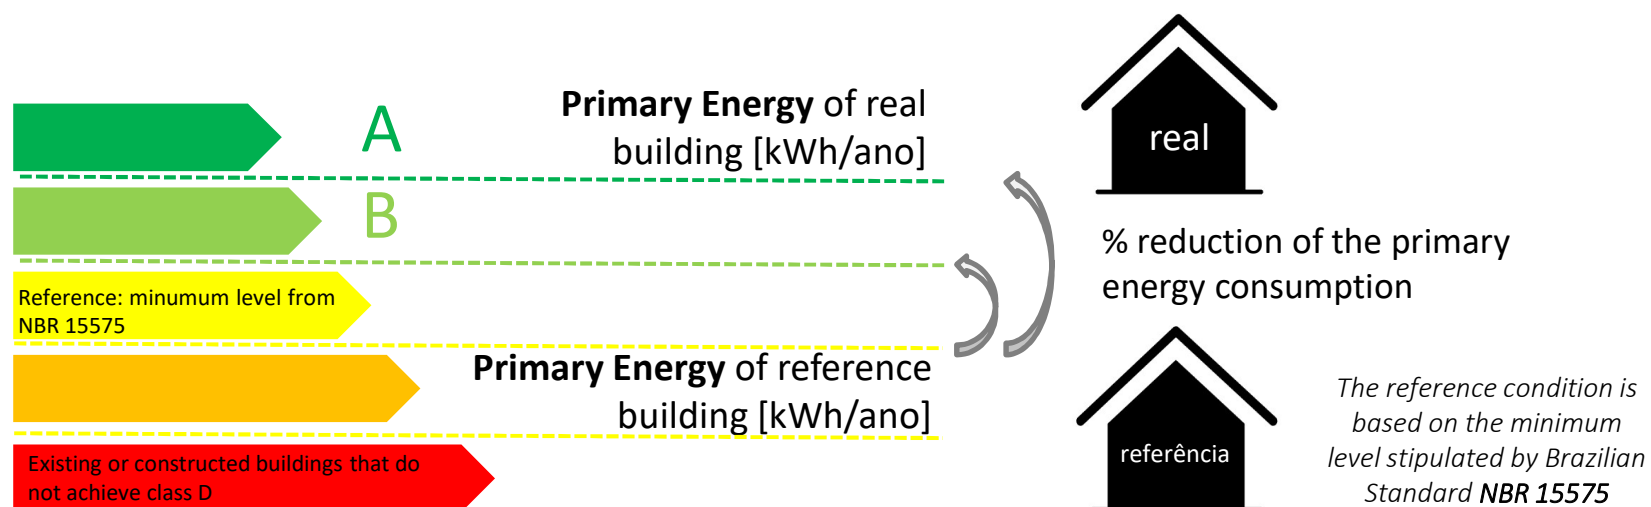 A
Primary Energy of real
building [kWh/ano]
real
B
% reduction of the primary
energy consumption
Reference: minumum level from
NBR 15575
Primary Energy of reference
building [kWh/ano]
referência
The reference condition is
based on the minimum
level stipulated by Brazilian
Standard NBR 15575
Existing or constructed buildings that do
not achieve class D